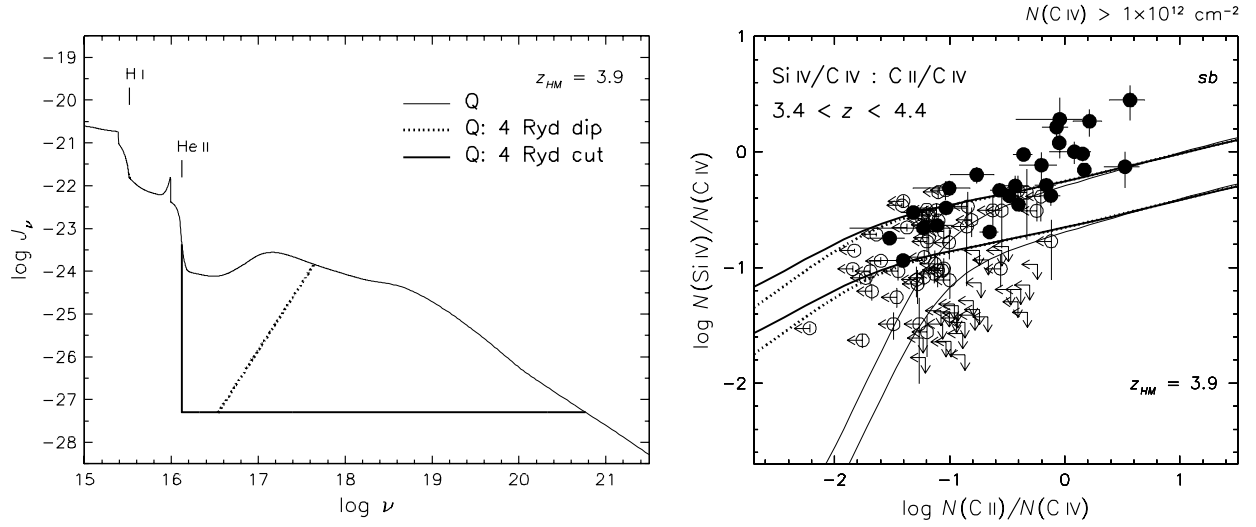 N(C IV) > 1×10¹² cm⁻²
H I
He II
z_HM = 3.9
Q
Q: 4 Ryd dip
Q: 4 Ryd cut
-19
-20
-21
-22
-23
-24
-25
-26
-27
-28
log J_ν
15 16 17 18 19 20 21
log ν
Si IV/C IV : C II/C IV
3.4 < z < 4.4
sb
z_HM = 3.9
1
0
-1
-2
log N(Si IV)/N(C IV)
-2 -1 0 1
log N(C II)/N(C IV)